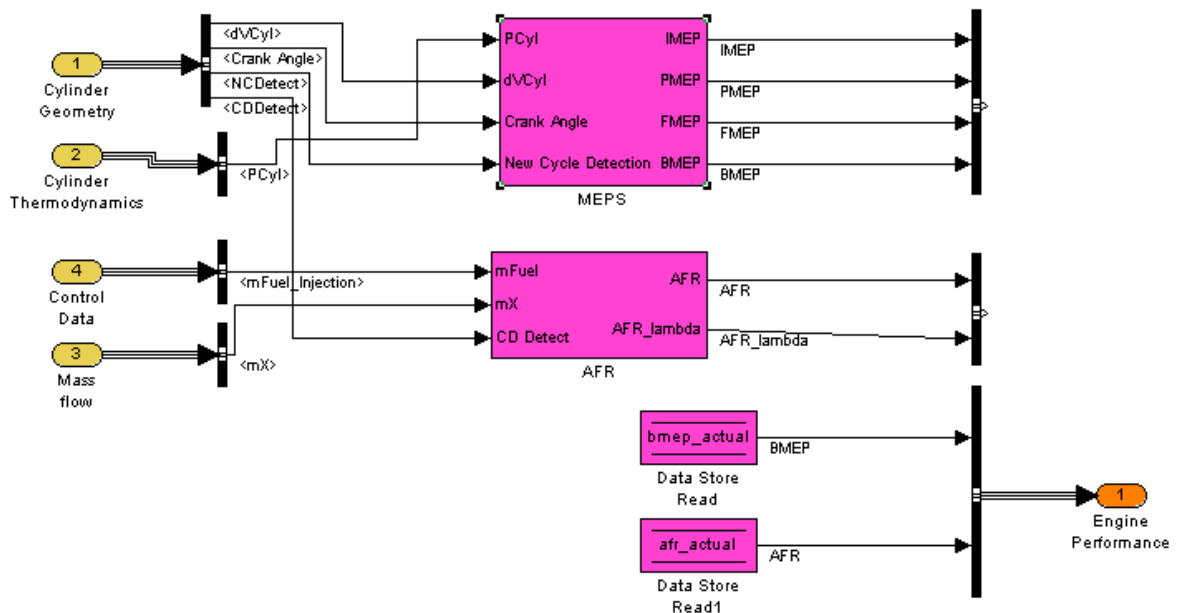 <dVCyl>
<Crank Angle>
<NCDetect>
<CDDetect>
1
Cylinder
Geometry
2
Cylinder
Thermodynamics
<PCyl>
PCyl
dVCyl
Crank Angle
New Cycle Detection
IMEP
PMEP
FMEP
BMEP
MEPS
IMEP
PMEP
FMEP
BMEP
4
Control
Data
<mFuel_Injection>
3
Mass
flow
<mX>
mFuel
mX
CD Detect
AFR
AFR_lambda
AFR
AFR
AFR_lambda
bmep_actual
BMEP
Data Store
Read
afr_actual
AFR
Data Store
Read1
1
Engine
Performance